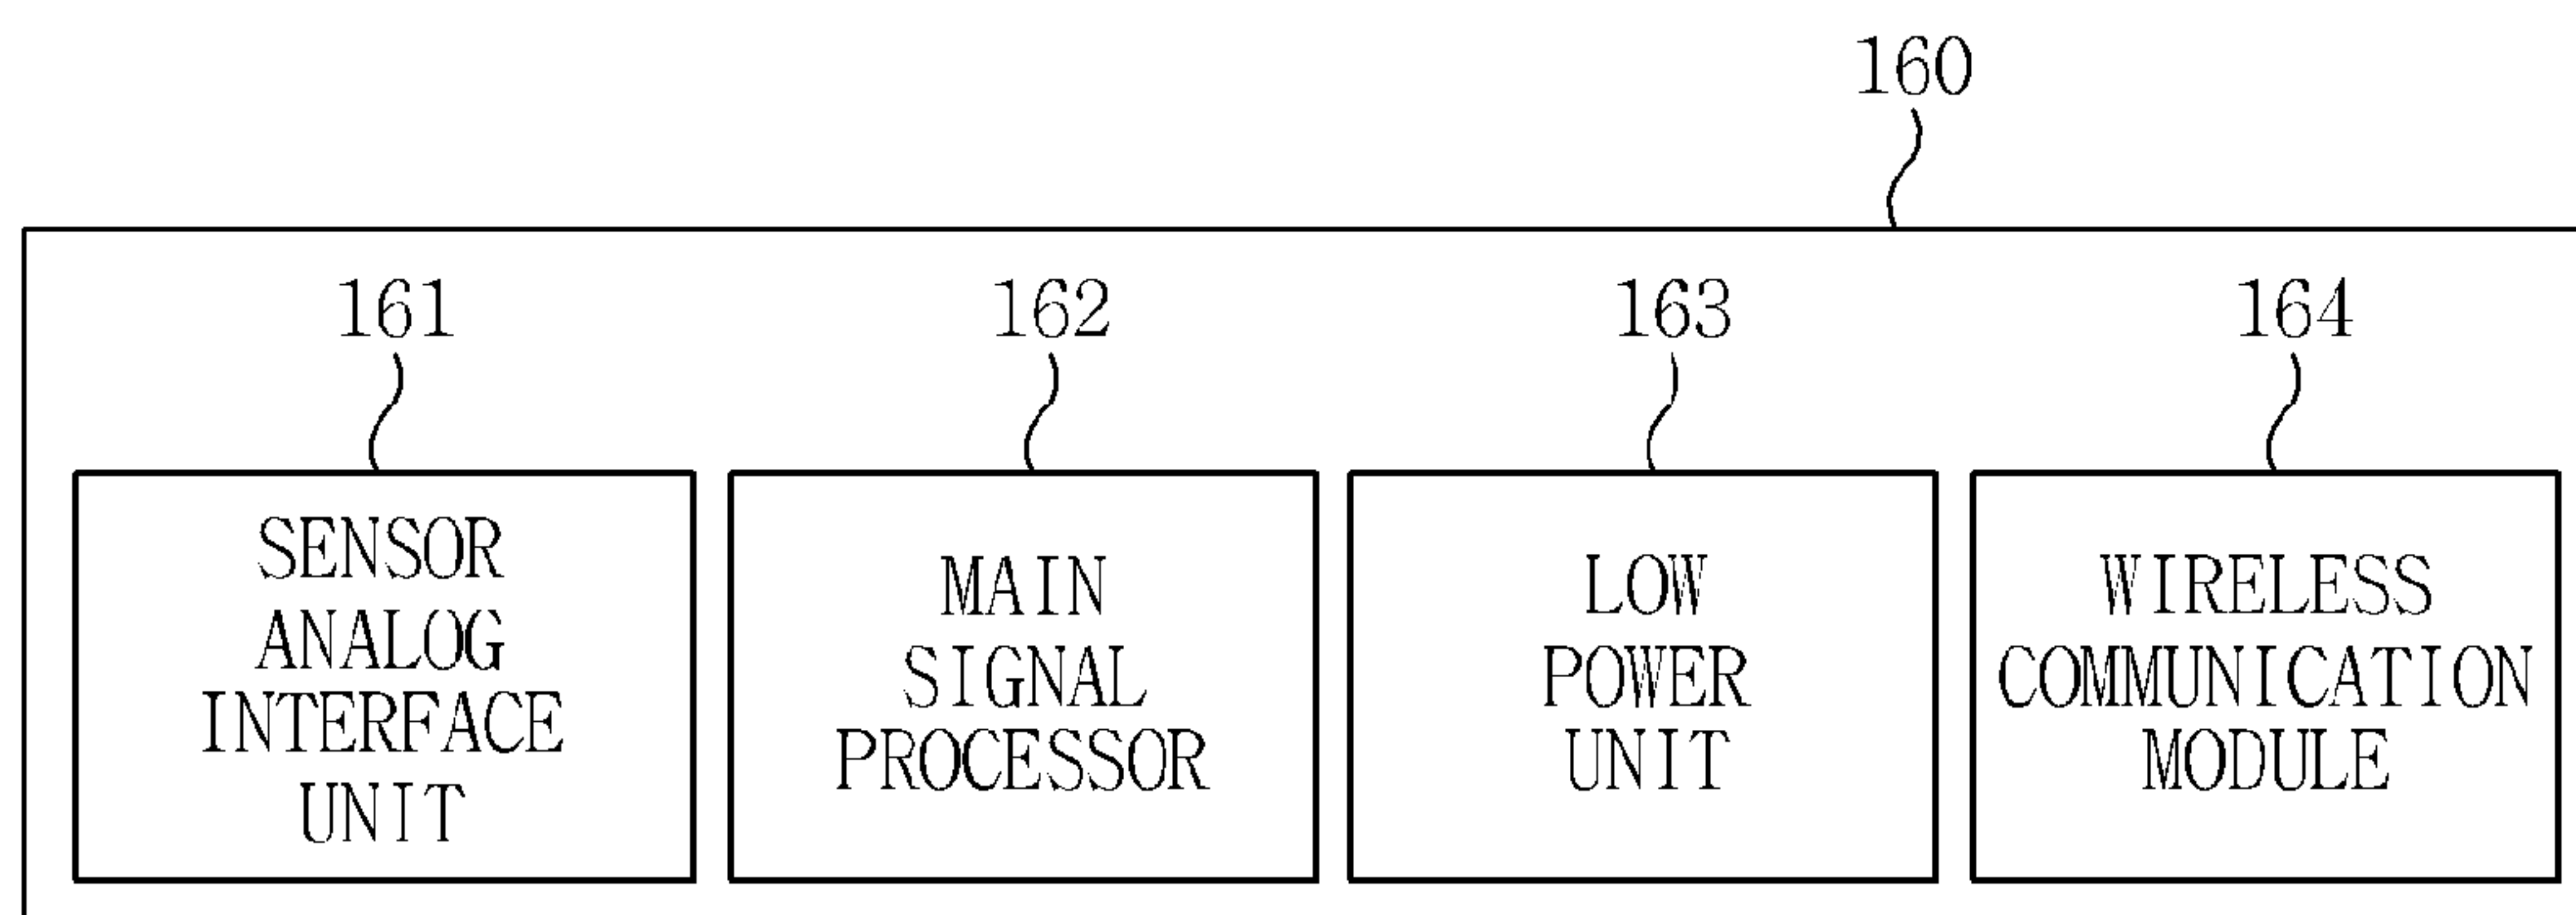 160
161
162
163
164
SENSOR
ANALOG
INTERFACE
UNIT
MAIN
SIGNAL
PROCESSOR
LOW
POWER
UNIT
WIRELESS
COMMUNICATION
MODULE